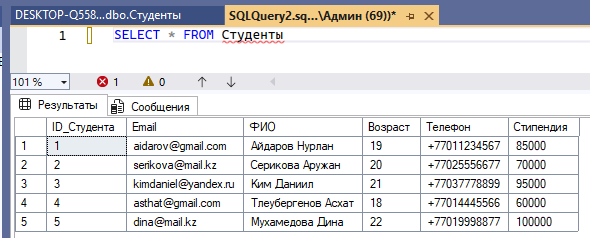 DESKTOP-Q558...dbo.Студенты SQLQuery2.sq...\Админ (69))*
1 SELECT * FROM Студенты
101 % 1 0
Результаты Сообщения
ID_Студента Email ФИО Возраст Телефон Стипендия
1 1 aidarov@gmail.com Айдаров Нурлан 19 +77011234567 85000
2 2 serikova@mail.kz Серикова Аружан 20 +77025556677 70000
3 3 kimdaniel@yandex.ru Ким Даниил 21 +77037778899 95000
4 4 asthat@gmail.com Тлеубергенов Асхат 18 +77014445566 60000
5 5 dina@mail.kz Мухамедова Дина 22 +77019998877 100000